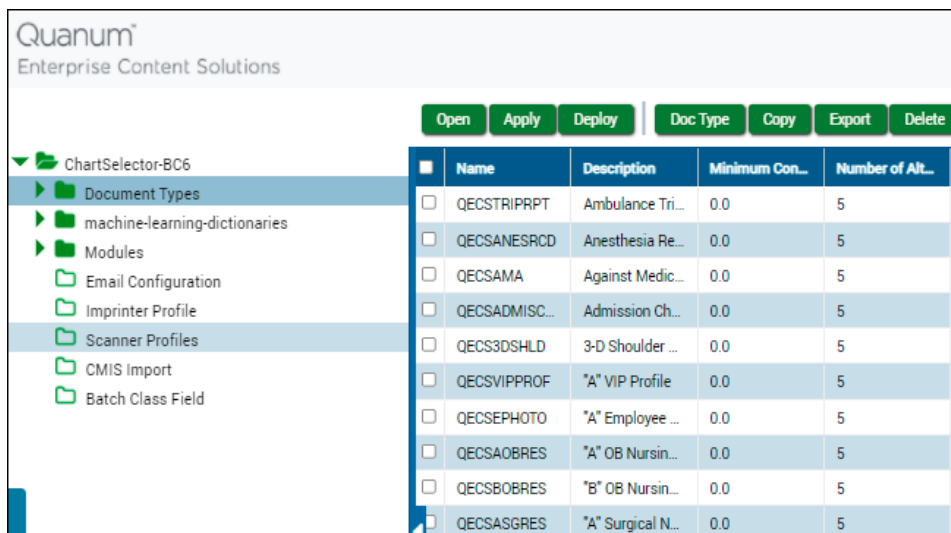 Quanum™
Enterprise Content Solutions
Open Apply Deploy Doc Type Copy Export Delete
ChartSelector-BC6
Document Types
machine-learning-dictionaries
Modules
Email Configuration
Imprinter Profile
Scanner Profiles
CMIS Import
Batch Class Field
Name Description Minimum Con... Number of Alt...
QECSTRIPRPT Ambulance Tri... 0.0 5
QECSANESRCD Anesthesia Re... 0.0 5
QECSAMA Against Medic... 0.0 5
QECSADMISC... Admission Ch... 0.0 5
QECS3DSHLD 3-D Shoulder ... 0.0 5
QECSVIPPROF "A" VIP Profile 0.0 5
QECSEPHOTO "A" Employee ... 0.0 5
QECSAOBRES "A" OB Nursin... 0.0 5
QECSBOBRES "B" OB Nursin... 0.0 5
QECSASGRES "A" Surgical N... 0.0 5